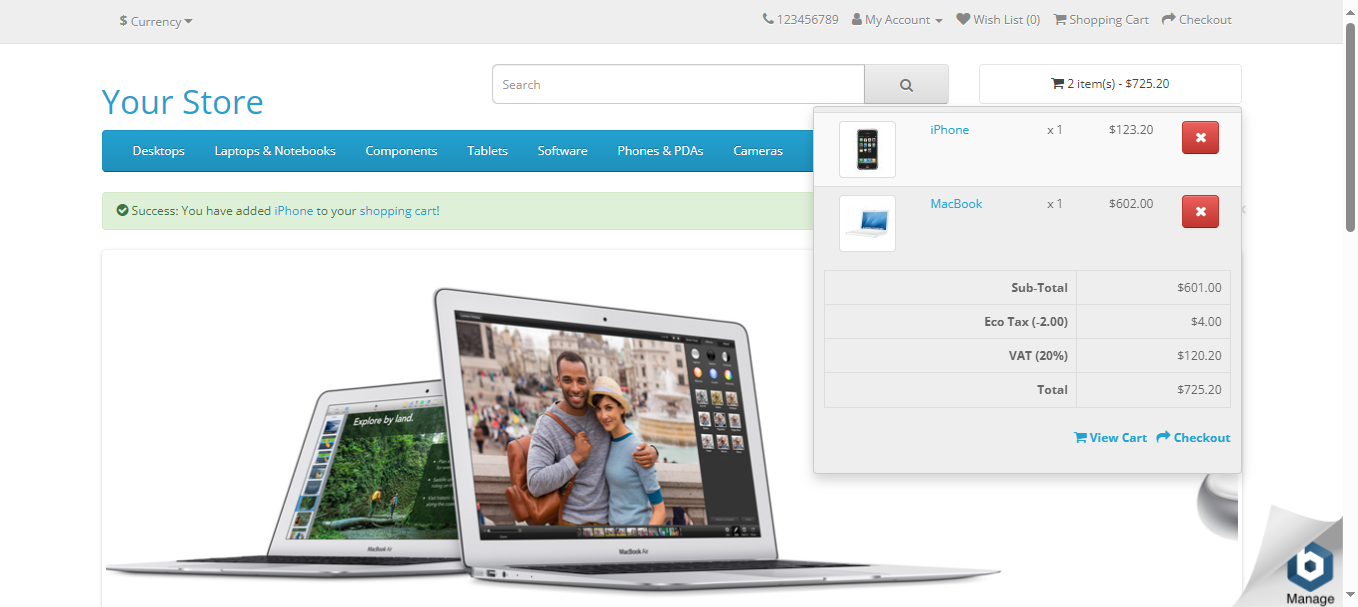 $ Currency
123456789 My Account Wish List (0) Shopping Cart Checkout
Your Store
Search
2 item(s) - $725.20
Desktops Laptops & Notebooks Components Tablets Software Phones & PDAs Cameras
iPhone x 1 $123.20
MacBook x 1 $602.00
Success: You have added iPhone to your shopping cart!
Sub-Total $601.00
Eco Tax (-2.00) $4.00
VAT (20%) $120.20
Total $725.20
View Cart Checkout
Explore by land.
MacBook Air
MacBook Air
Manage